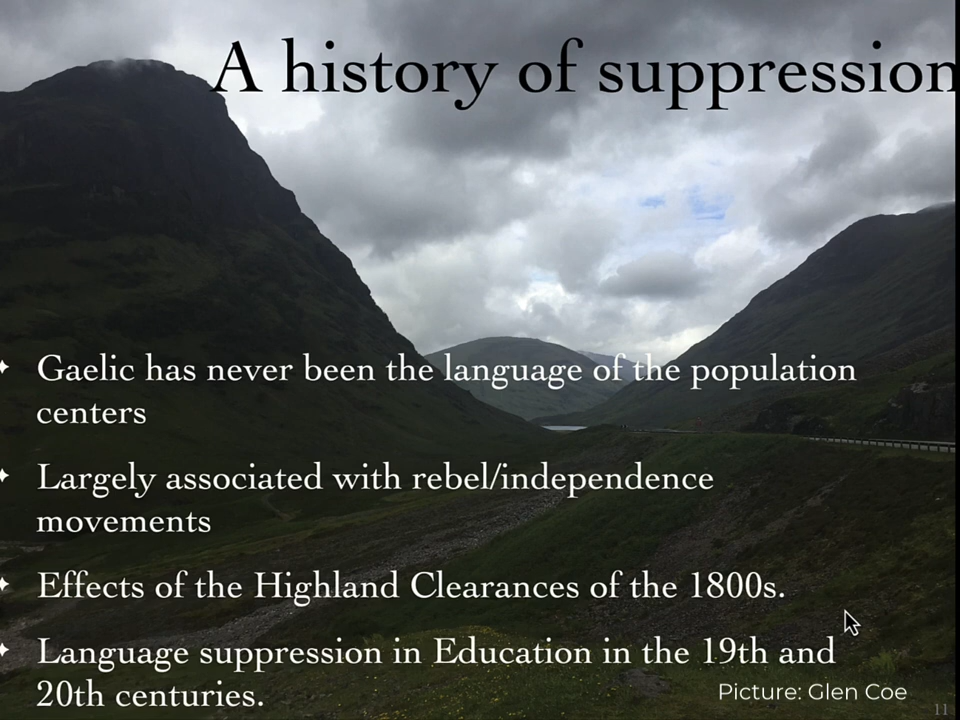 A history of suppression
✦ Gaelic has never been the language of the population
centers
✦ Largely associated with rebel/independence
movements
✦ Effects of the Highland Clearances of the 1800s.
✦ Language suppression in Education in the 19th and
20th centuries.
Picture: Glen Coe
11